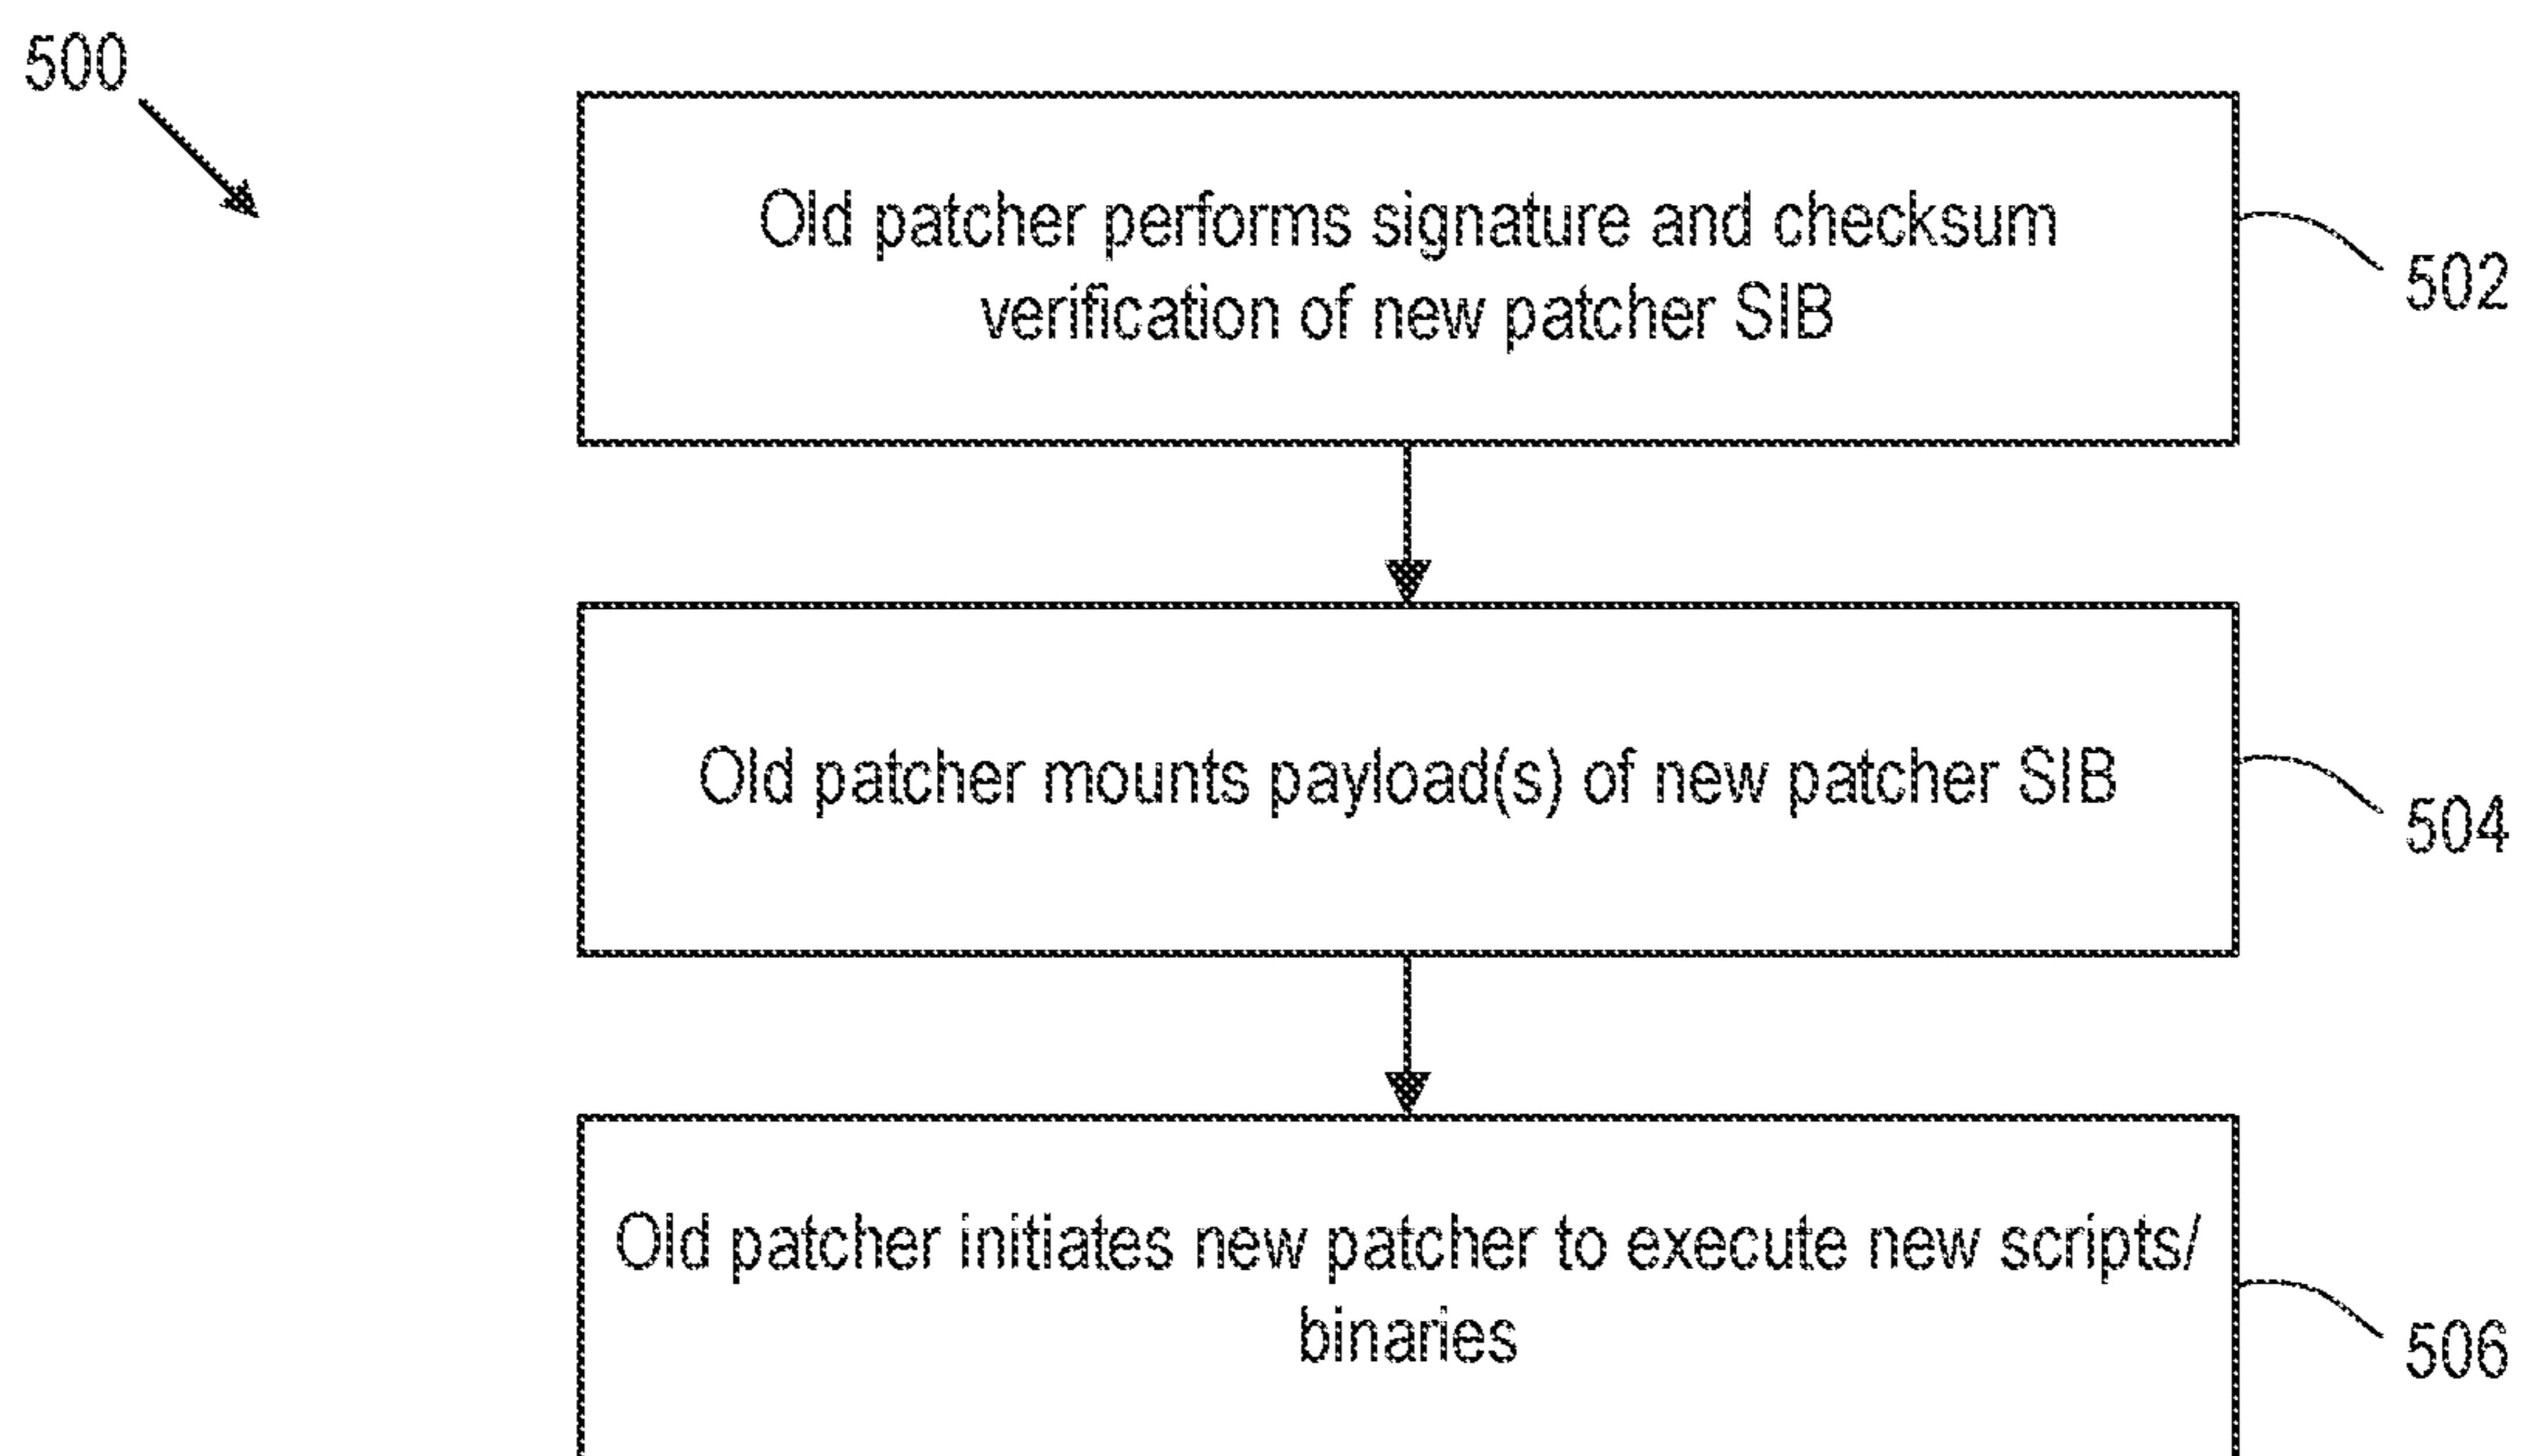 500
Old patcher performs signature and checksum
verification of new patcher SIB
502
Old patcher mounts payload(s) of new patcher SIB
504
Old patcher initiates new patcher to execute new scripts/
binaries
506